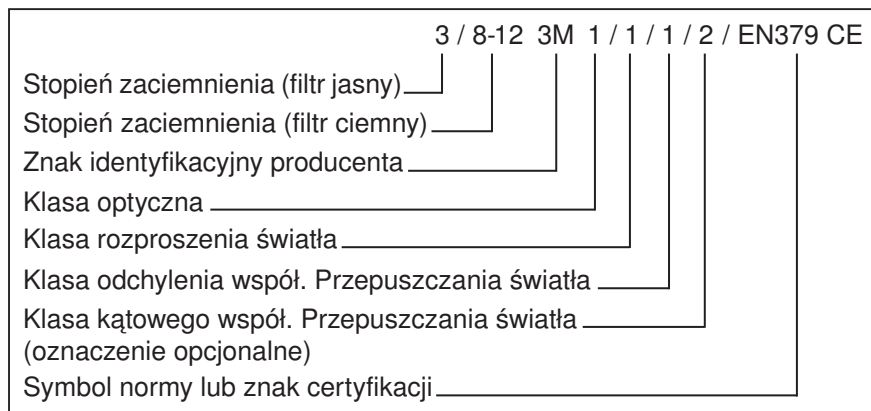 3 / 8-12 3M 1 / 1 / 1 / 2 / EN379 CE
Stopień zaciemnienia (filtr jasny)
Stopień zaciemnienia (filtr ciemny)
Znak identyfikacyjny producenta
Klasa optyczna
Klasa rozproszenia światła
Klasa odchylenia współ. Przepuszczania światła
Klasa kątowego współ. Przepuszczania światła
(oznaczenie opcjonalne)
Symbol normy lub znak certyfikacji